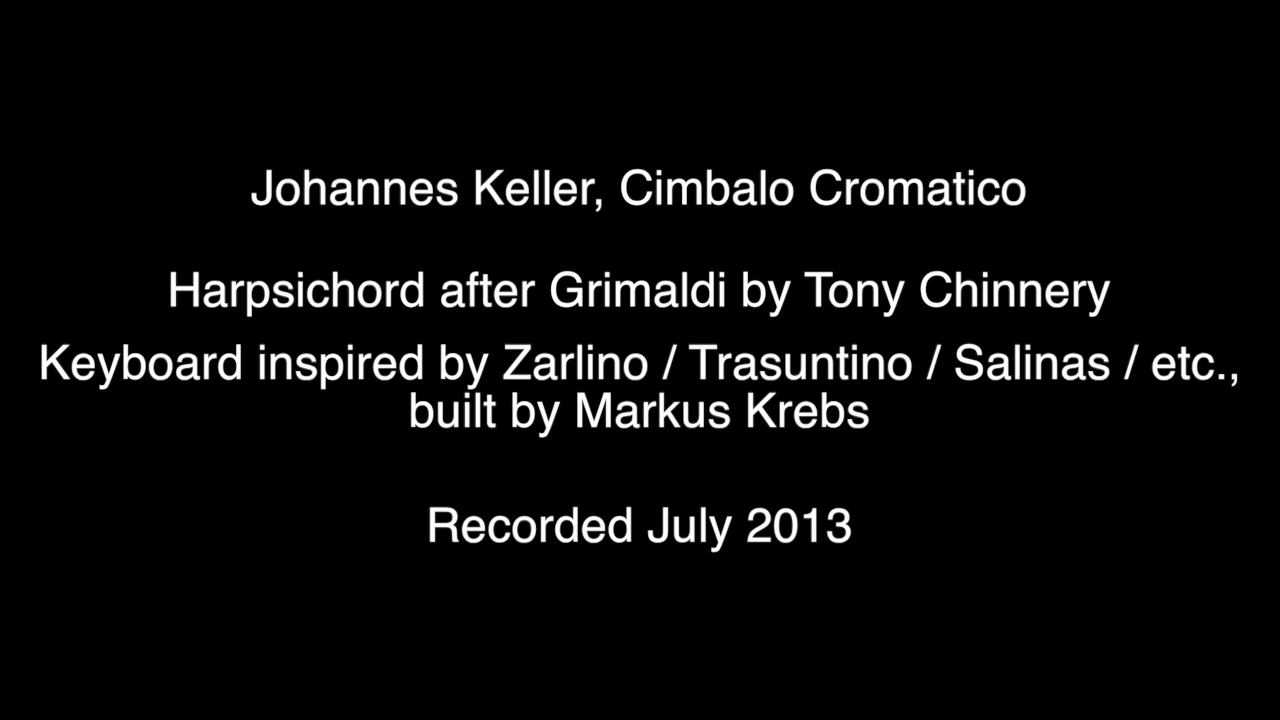 Johannes Keller, Cimbalo Cromatico
Harpsichord after Grimaldi by Tony Chinnery
Keyboard inspired by Zarlino / Trasuntino / Salinas / etc.,
built by Markus Krebs
Recorded July 2013